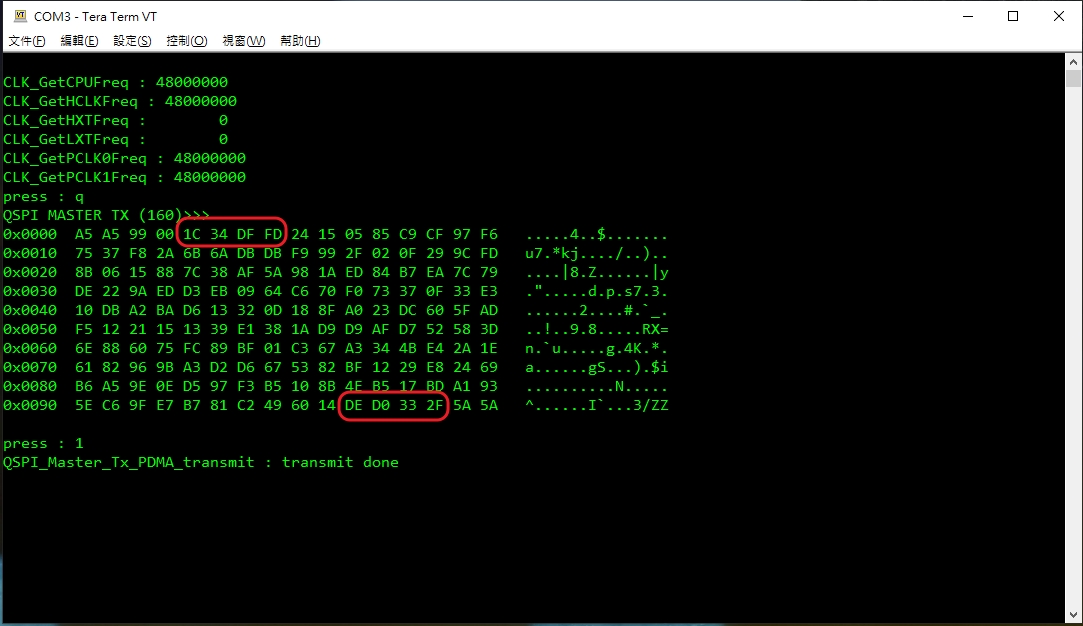 COM3 - Tera Term VT
文件(F) 編輯(E) 設定(S) 控制(O) 視窗(W) 幫助(H)
CLK_GetCPUFreq : 48000000
CLK_GetHCLKFreq : 48000000
CLK_GetHXTFreq :        0
CLK_GetLXTFreq :        0
CLK_GetPCLK0Freq : 48000000
CLK_GetPCLK1Freq : 48000000
press : q
QSPI MASTER TX (160)>>>
0x0000  A5 A5 99 00 1C 34 DF FD 24 15 05 85 C9 CF 97 F6   .....4..$.......
0x0010  75 37 F8 2A 6B 6A DB DB F9 99 2F 02 0F 29 9C FD   u7.*kj..../..)..
0x0020  8B 06 15 88 7C 38 AF 5A 98 1A ED 84 B7 EA 7C 79   ....|8.Z......|y
0x0030  DE 22 9A ED D3 EB 09 64 C6 70 F0 73 37 0F 33 E3   .".....d.p.s7.3.
0x0040  10 DB A2 BA D6 13 32 0D 18 8F A0 23 DC 60 5F AD   ......2....#.`_.
0x0050  F5 12 21 15 13 39 E1 38 1A D9 D9 AF D7 52 58 3D   ..!..9.8.....RX=
0x0060  6E 88 60 75 FC 89 BF 01 C3 67 A3 34 4B E4 2A 1E   n.`u.....g.4K.*.
0x0070  61 82 96 9B A3 D2 D6 67 53 82 BF 12 29 E8 24 69   a......gS...).$i
0x0080  B6 A5 9E 0E D5 97 F3 B5 10 8B 4E B5 17 BD A1 93   ..........N.....
0x0090  5E C6 9F E7 B7 81 C2 49 60 14 DE D0 33 2F 5A 5A   ^......I`...3/ZZ
press : 1
QSPI_Master_Tx_PDMA_transmit : transmit done